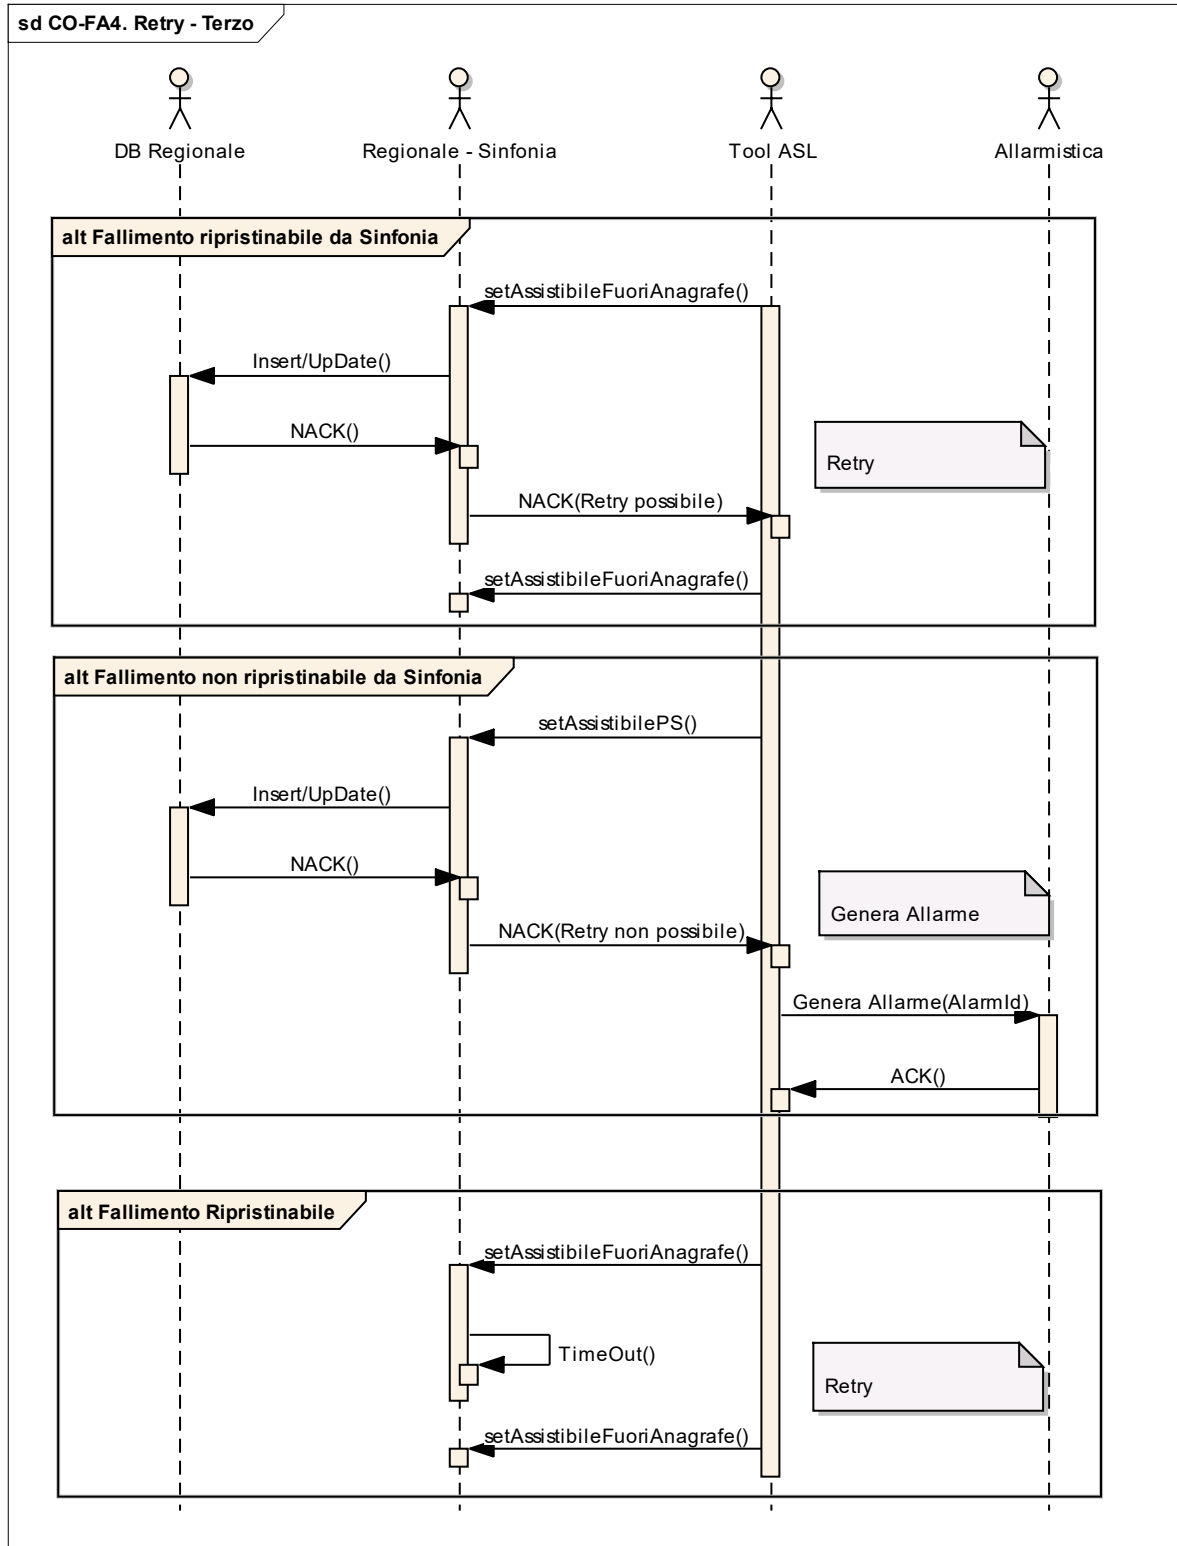 sd CO-FA4. Retry - Terzo
DB Regionale
Regionale - Sinfonia
Tool ASL
Allarmistica
alt Fallimento ripristinabile da Sinfonia
setAssistibileFuoriAnagrafe()
Insert/UpDate()
NACK()
Retry
NACK(Retry possibile)
setAssistibileFuoriAnagrafe()
alt Fallimento non ripristinabile da Sinfonia
setAssistibilePS()
Insert/UpDate()
NACK()
Genera Allarme
NACK(Retry non possibile)
Genera Allarme(AlarmId)
ACK()
alt Fallimento Ripristinabile
setAssistibileFuoriAnagrafe()
TimeOut()
Retry
setAssistibileFuoriAnagrafe()